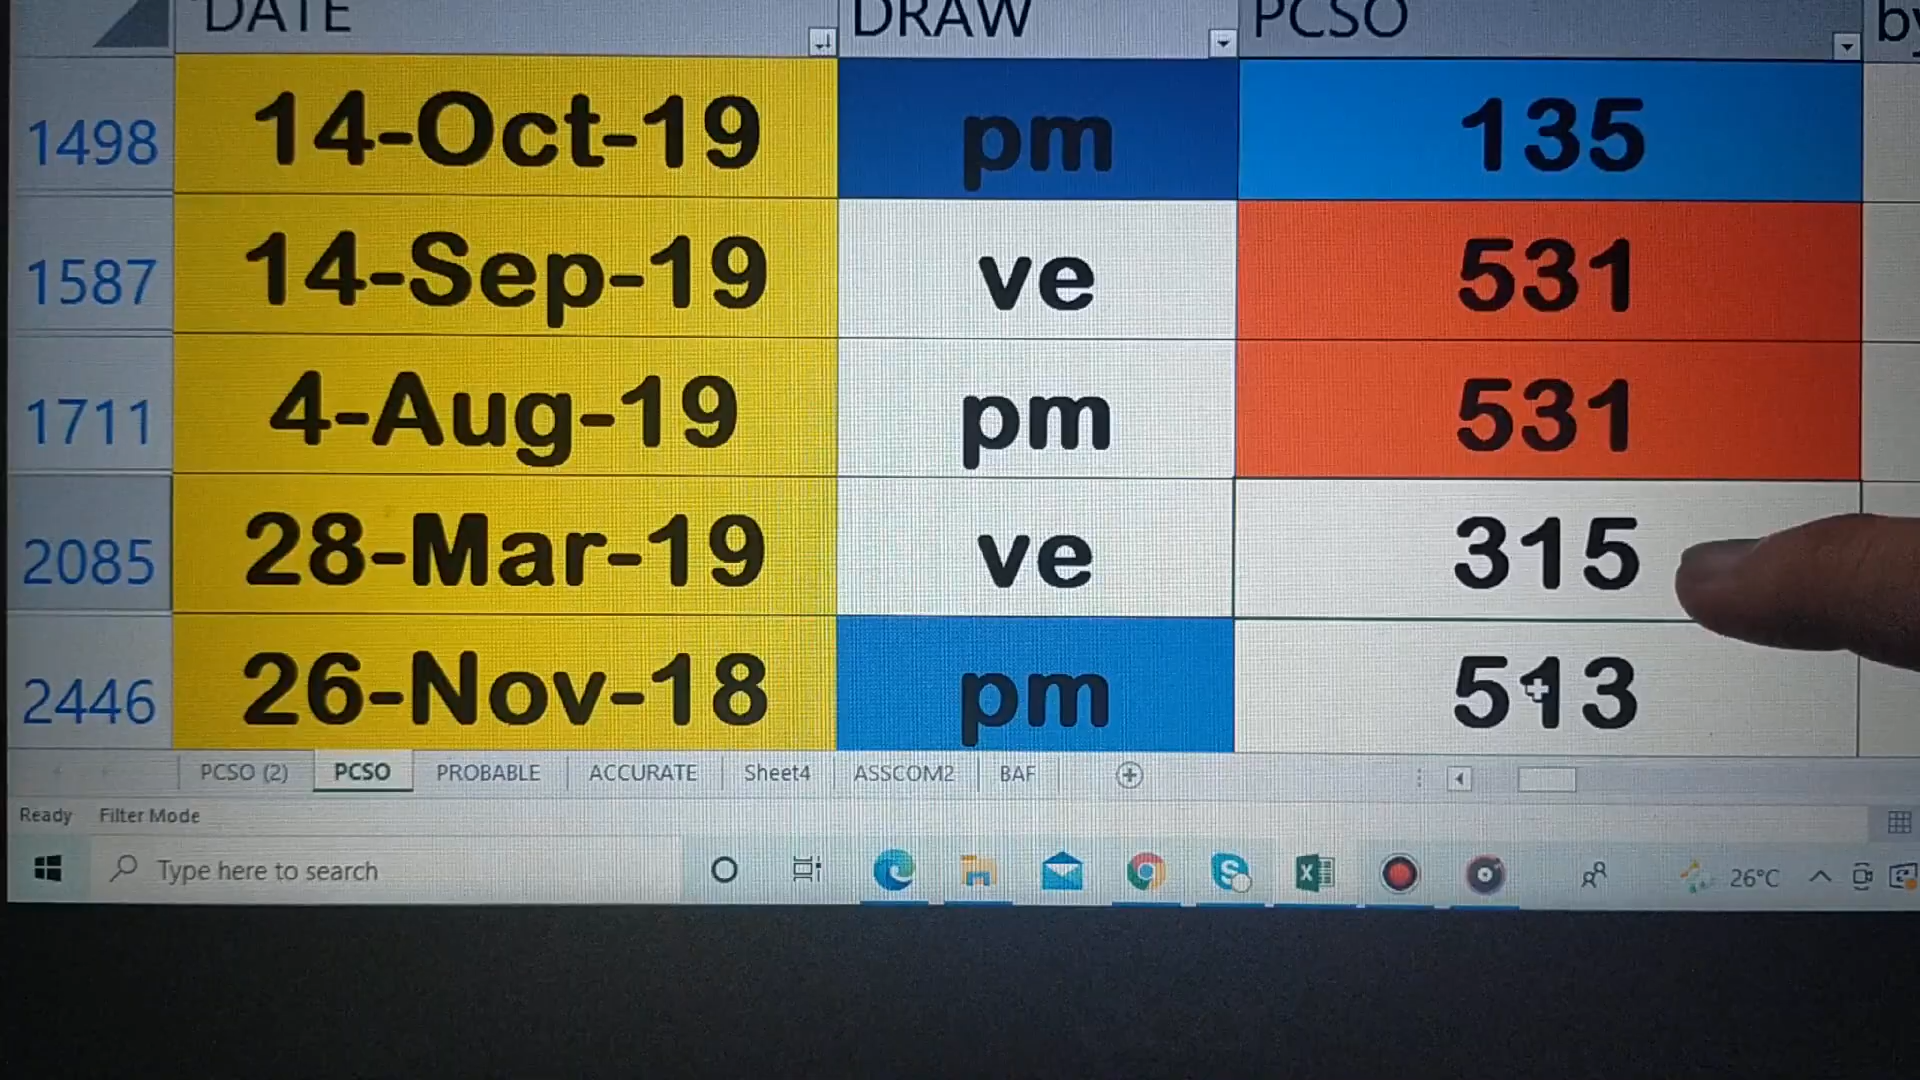 DATE DRAW PCSO
1498 14-Oct-19 pm 135
1587 14-Sep-19 ve 531
1711 4-Aug-19 pm 531
2085 28-Mar-19 ve 315
2446 26-Nov-18 pm 513
PCSO (2) PCSO PROBABLE ACCURATE Sheet4 ASSCOM2 BAF
Ready Filter Mode
Type here to search 26°C